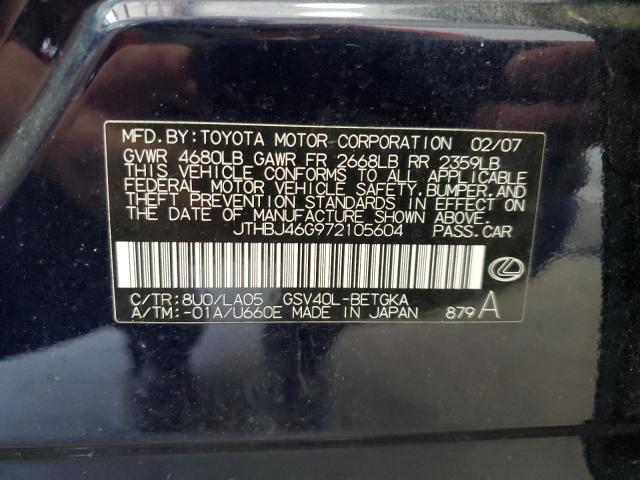 MFD.BY:TOYOTA MOTOR CORPORATION 02/07
GVWR 4680LB GAWR FR 2668LB RR 2359LB
THIS VEHICLE CONFORMS TO ALL APPLICABLE
FEDERAL MOTOR VEHICLE SAFETY,BUMPER,AND
THEFT PREVENTION STANDARDS IN EFFECT ON
THE DATE OF MANUFACTURE SHOWN ABOVE.
JTHBJ46G972105604 PASS.CAR
C/TR:8U0/LA05 GSV40L-BETGKA
A/TM:-01A/U660E MADE IN JAPAN 879A